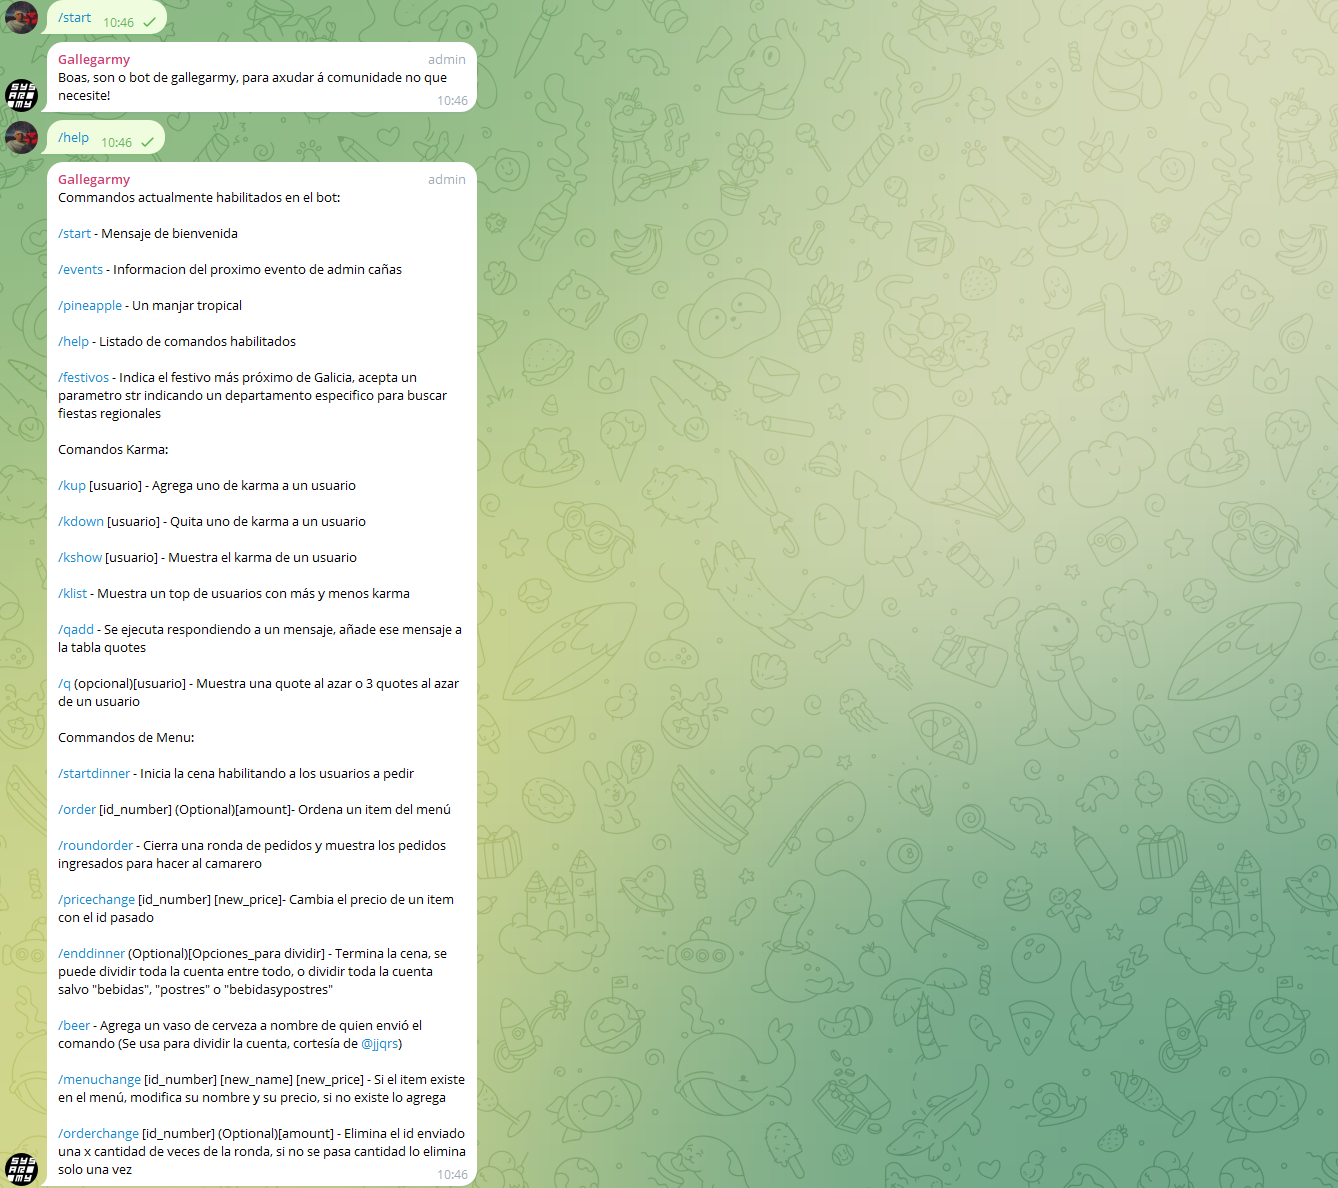 /start 10:46
Gallegarmy admin
Boas, son o bot de gallegarmy, para axudar á comunidade no que
necesite!
10:46
/help 10:46
Gallegarmy admin
Commandos actualmente habilitados en el bot:
/start - Mensaje de bienvenida
/events - Informacion del proximo evento de admin cañas
/pineapple - Un manjar tropical
/help - Listado de comandos habilitados
/festivos - Indica el festivo más próximo de Galicia, acepta un
parametro str indicando un departamento especifico para buscar
fiestas regionales
Comandos Karma:
/kup [usuario] - Agrega uno de karma a un usuario
/kdown [usuario] - Quita uno de karma a un usuario
/kshow [usuario] - Muestra el karma de un usuario
/klist - Muestra un top de usuarios con más y menos karma
/qadd - Se ejecuta respondiendo a un mensaje, añade ese mensaje a
la tabla quotes
/q (opcional)[usuario] - Muestra una quote al azar o 3 quotes al azar
de un usuario
Commandos de Menu:
/startdinner - Inicia la cena habilitando a los usuarios a pedir
/order [id_number] (Optional)[amount]- Ordena un item del menú
/roundorder - Cierra una ronda de pedidos y muestra los pedidos
ingresados para hacer al camarero
/pricechange [id_number] [new_price]- Cambia el precio de un item
con el id pasado
/enddinner (Optional)[Opciones_para dividir] - Termina la cena, se
puede dividir toda la cuenta entre todo, o dividir toda la cuenta
salvo "bebidas", "postres" o "bebidasypostres"
/beer - Agrega un vaso de cerveza a nombre de quien envió el
comando (Se usa para dividir la cuenta, cortesía de @jjqrs)
/menuchange [id_number] [new_name] [new_price] - Si el item existe
en el menú, modifica su nombre y su precio, si no existe lo agrega
/orderchange [id_number] (Optional)[amount] - Elimina el id enviado
una x cantidad de veces de la ronda, si no se pasa cantidad lo elimina
solo una vez
10:46
SYS
AR
MY